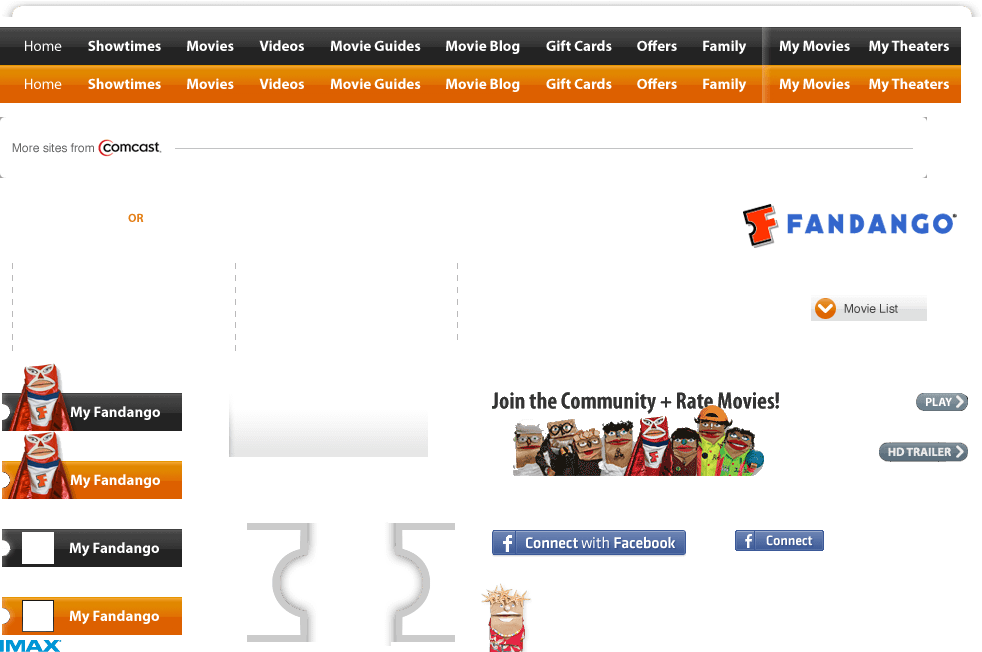 Home Showtimes Movies Videos Movie Guides Movie Blog Gift Cards Offers Family My Movies My Theaters
Home Showtimes Movies Videos Movie Guides Movie Blog Gift Cards Offers Family My Movies My Theaters
More sites from comcast.
OR
F FANDANGO
Movie List
My Fandango
Join the Community + Rate Movies!
PLAY
HD TRAILER
My Fandango
My Fandango
f Connect with Facebook
f Connect
My Fandango
IMAX